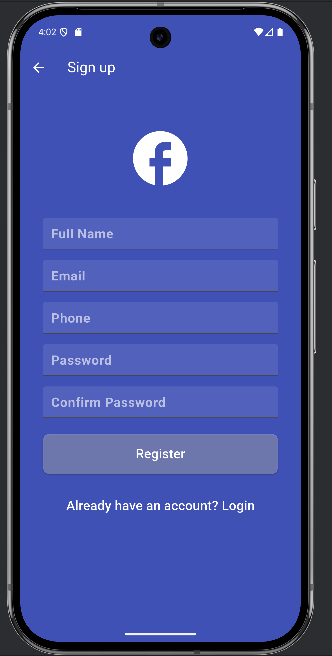 4:02
Sign up
Full Name
Email
Phone
Password
Confirm Password
Register
Already have an account? Login